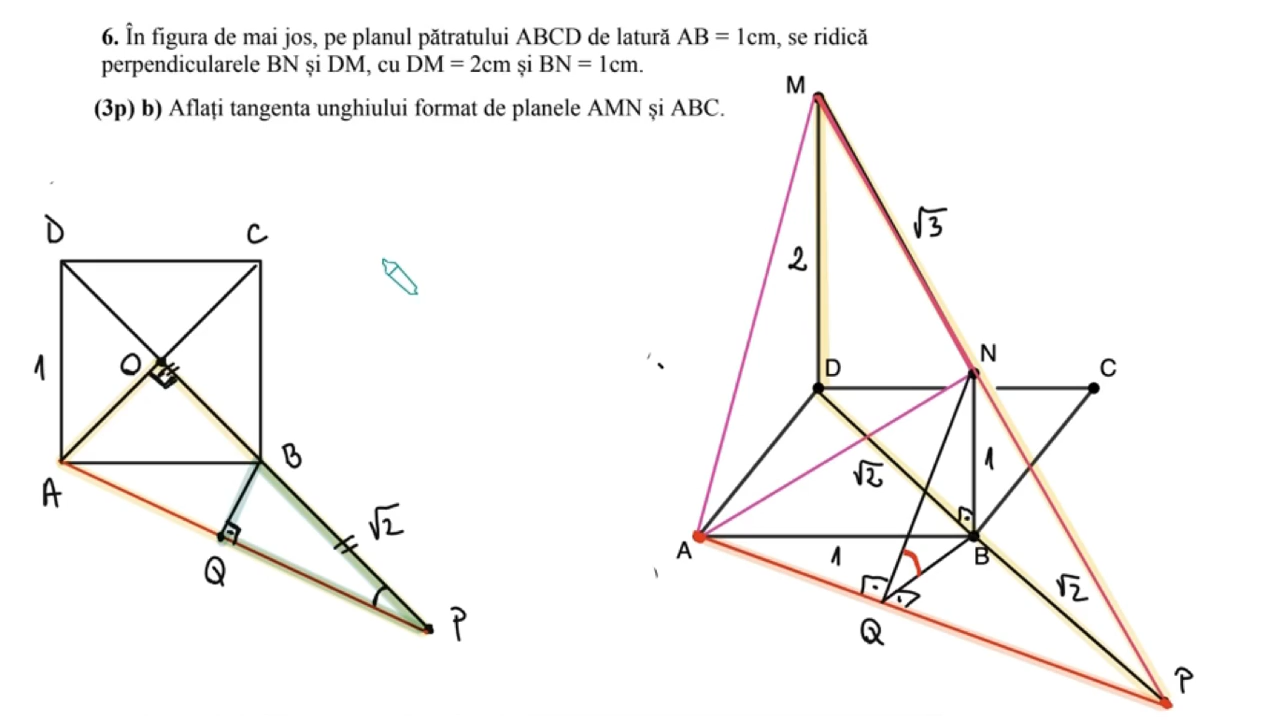 6. În figura de mai jos, pe planul pătratului ABCD de latură AB = 1cm, se ridică
perpendicularele BN și DM, cu DM = 2cm și BN = 1cm.
(3p) b) Aflați tangenta unghiului format de planele AMN și ABC.
M
D
C
√3
2
O
1
N
D
C
B
1
√2
A
√2
Q
A
1
B
√2
P
Q
P